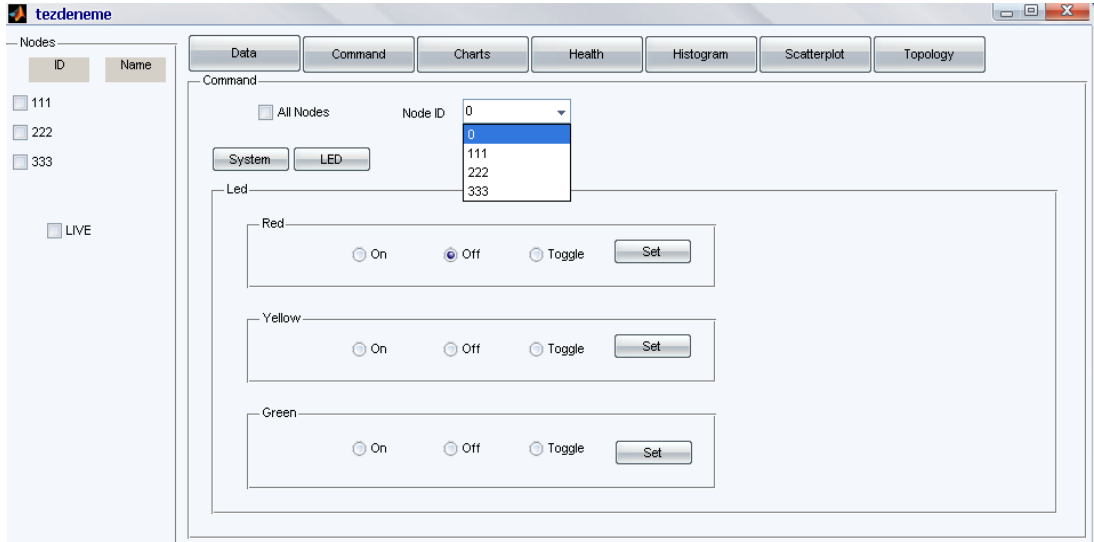 tezdeneme
Nodes
ID Name
111
222
333
LIVE
Data Command Charts Health Histogram Scatterplot Topology
Command
All Nodes Node ID 0
0
111
222
333
System LED
Led
Red
On Off Toggle Set
Yellow
On Off Toggle Set
Green
On Off Toggle Set